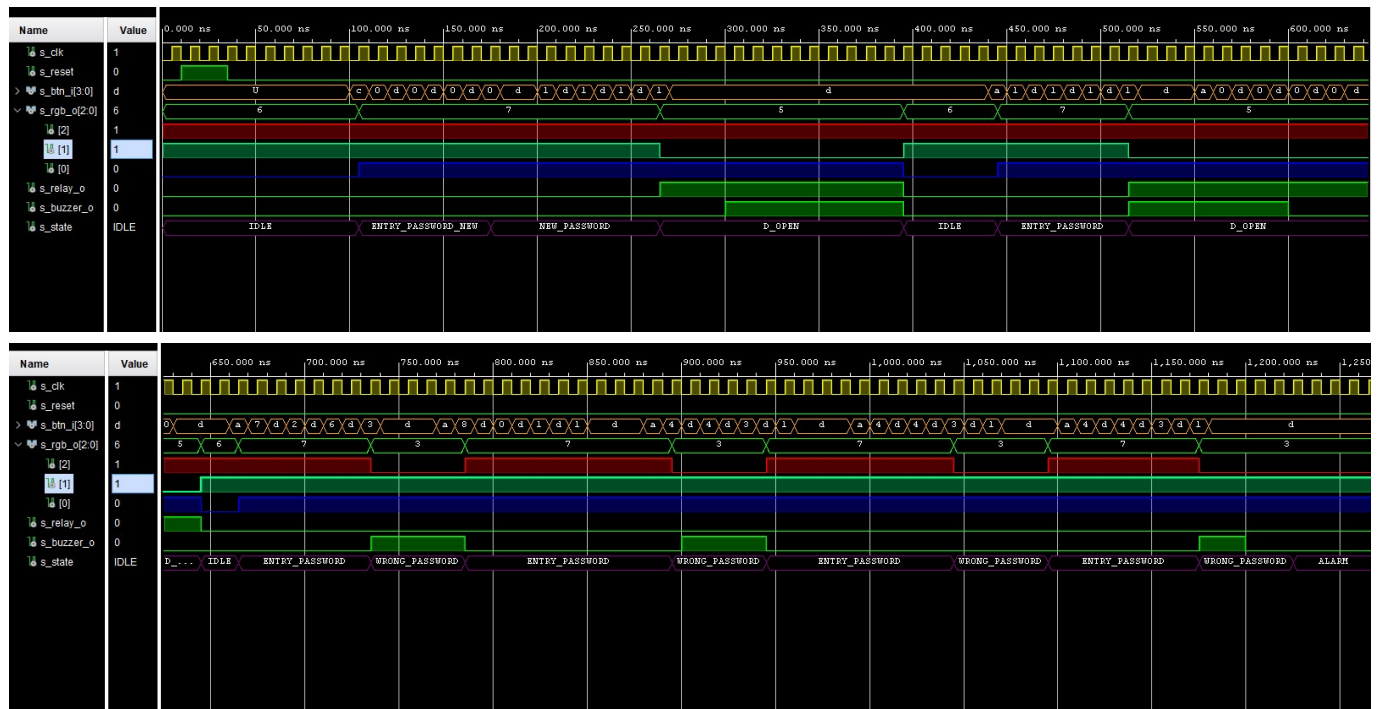 Name Value 0.000 ns 50.000 ns 100.000 ns 150.000 ns 200.000 ns 250.000 ns 300.000 ns 350.000 ns 400.000 ns 450.000 ns 500.000 ns 550.000 ns 600.000 ns
s_clk 1
s_reset 0
s_btn_i[3:0] d U c 0 d 0 d 0 d 0 d 1 d 1 d 1 d 1 d a 1 d 1 d 1 d 1 d a 0 d 0 d 0 d 0 d
s_rgb_o[2:0] 6 6 7 5 6 7 5
[2] 1
[1] 1
[0] 0
s_relay_o 0
s_buzzer_o 0
s_state IDLE IDLE ENTRY_PASSWORD_NEW NEW_PASSWORD D_OPEN IDLE ENTRY_PASSWORD D_OPEN
Name Value 650.000 ns 700.000 ns 750.000 ns 800.000 ns 850.000 ns 900.000 ns 950.000 ns 1,000.000 ns 1,050.000 ns 1,100.000 ns 1,150.000 ns 1,200.000 ns 1,250
s_clk 1
s_reset 0
s_btn_i[3:0] d 0 d a 7 d 2 d 6 d 3 d a 8 d 0 d 1 d 1 d a 4 d 4 d 3 d 1 d a 4 d 4 d 3 d 1 d a 4 d 4 d 3 d 1 d
s_rgb_o[2:0] 6 5 6 7 3 7 3 7 3 7 3
[2] 1
[1] 1
[0] 0
s_relay_o 0
s_buzzer_o 0
s_state IDLE D_... IDLE ENTRY_PASSWORD WRONG_PASSWORD ENTRY_PASSWORD WRONG_PASSWORD ENTRY_PASSWORD WRONG_PASSWORD ENTRY_PASSWORD WRONG_PASSWORD ALARM